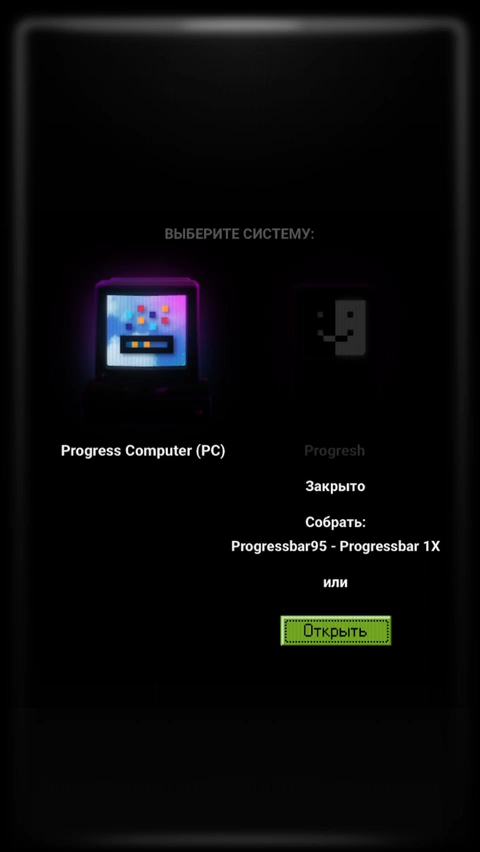 ВЫБЕРИТЕ СИСТЕМУ:
Progress Computer (PC)
Progresh
Закрыто
Собрать:
Progressbar95 - Progressbar 1X
или
Открыть